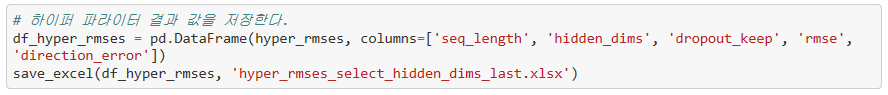 # 하이퍼 파라이터 결과 값을 저장한다.
df_hyper_rmses = pd.DataFrame(hyper_rmses, columns=['seq_length', 'hidden_dims', 'dropout_keep', 'rmse',
'direction_error'])
save_excel(df_hyper_rmses, 'hyper_rmses_select_hidden_dims_last.xlsx')